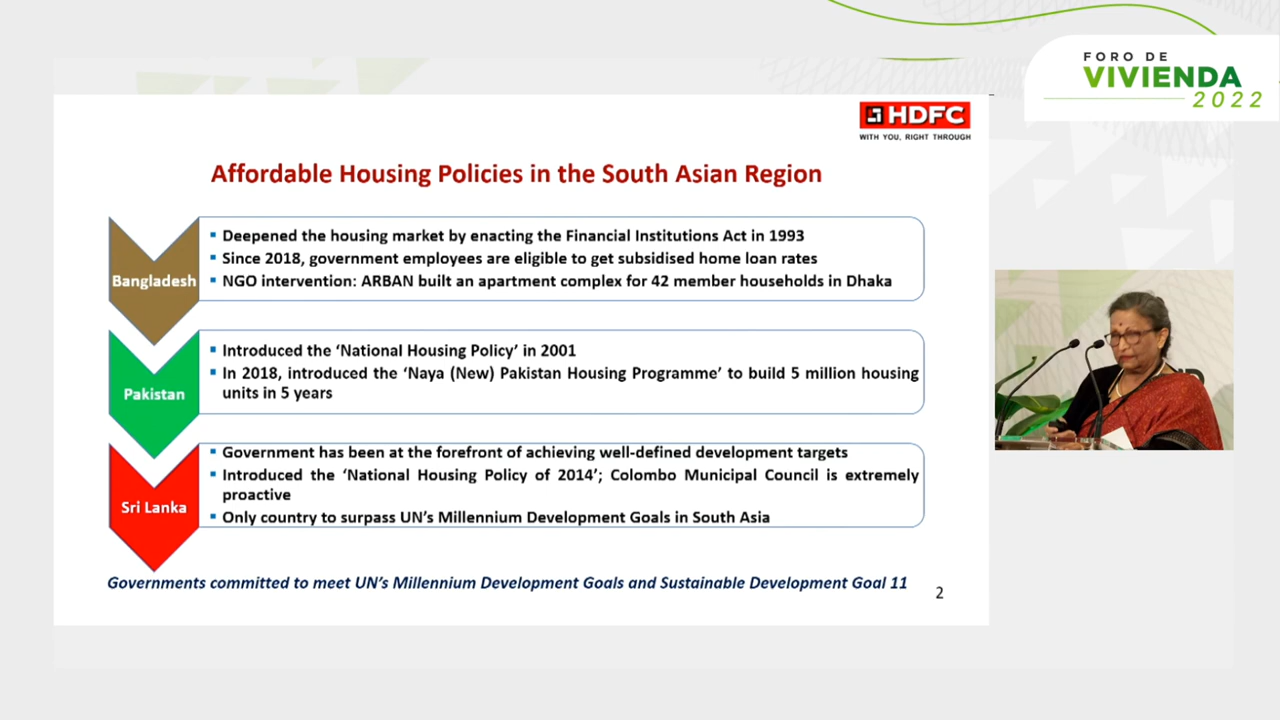 FORO DE
VIVIENDA
2022
HDFC
WITH YOU, RIGHT THROUGH
Affordable Housing Policies in the South Asian Region
Bangladesh
▪ Deepened the housing market by enacting the Financial Institutions Act in 1993
▪ Since 2018, government employees are eligible to get subsidised home loan rates
▪ NGO intervention: ARBAN built an apartment complex for 42 member households in Dhaka
Pakistan
▪ Introduced the ‘National Housing Policy’ in 2001
▪ In 2018, introduced the ‘Naya (New) Pakistan Housing Programme’ to build 5 million housing
units in 5 years
Sri Lanka
▪ Government has been at the forefront of achieving well-defined development targets
▪ Introduced the ‘National Housing Policy of 2014’; Colombo Municipal Council is extremely
proactive
▪ Only country to surpass UN’s Millennium Development Goals in South Asia
Governments committed to meet UN’s Millennium Development Goals and Sustainable Development Goal 11
2